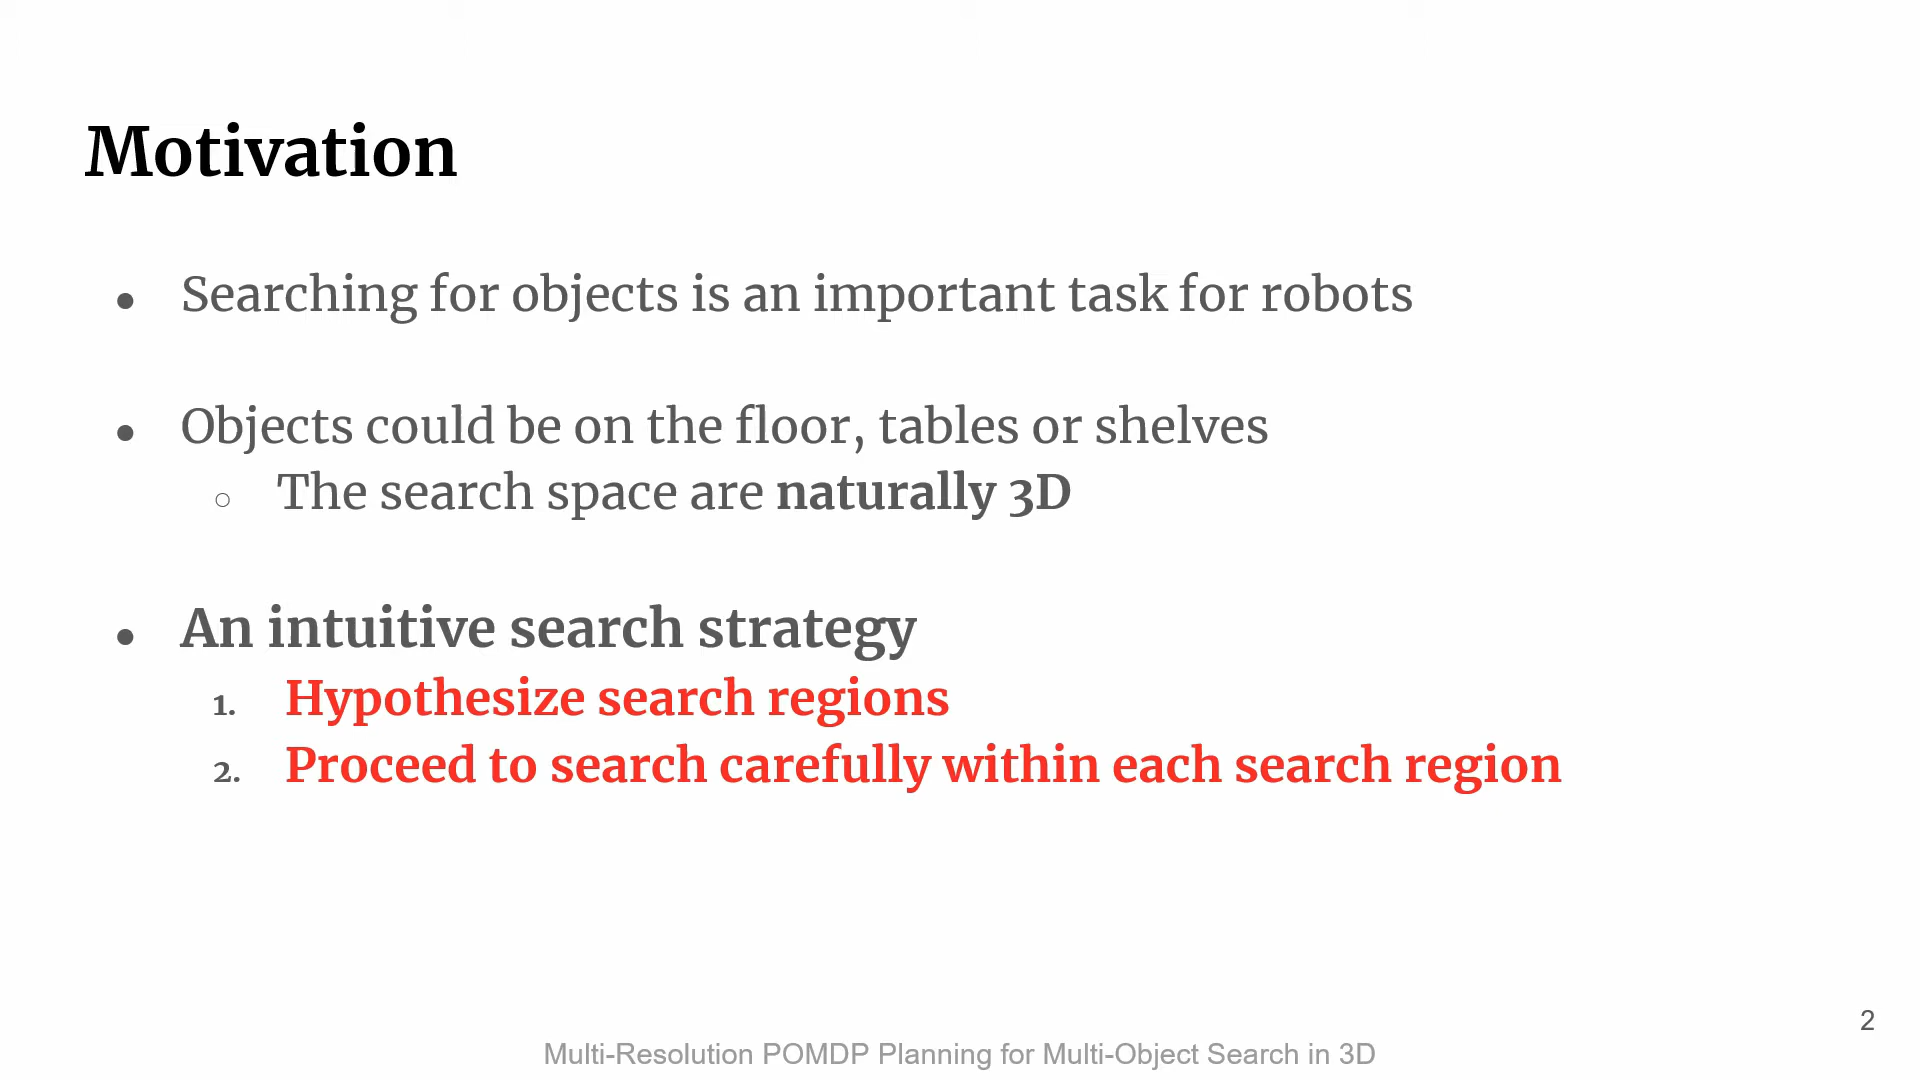 Motivation
● Searching for objects is an important task for robots
● Objects could be on the floor, tables or shelves
○ The search space are naturally 3D
● An intuitive search strategy
1. Hypothesize search regions
2. Proceed to search carefully within each search region
2
Multi-Resolution POMDP Planning for Multi-Object Search in 3D